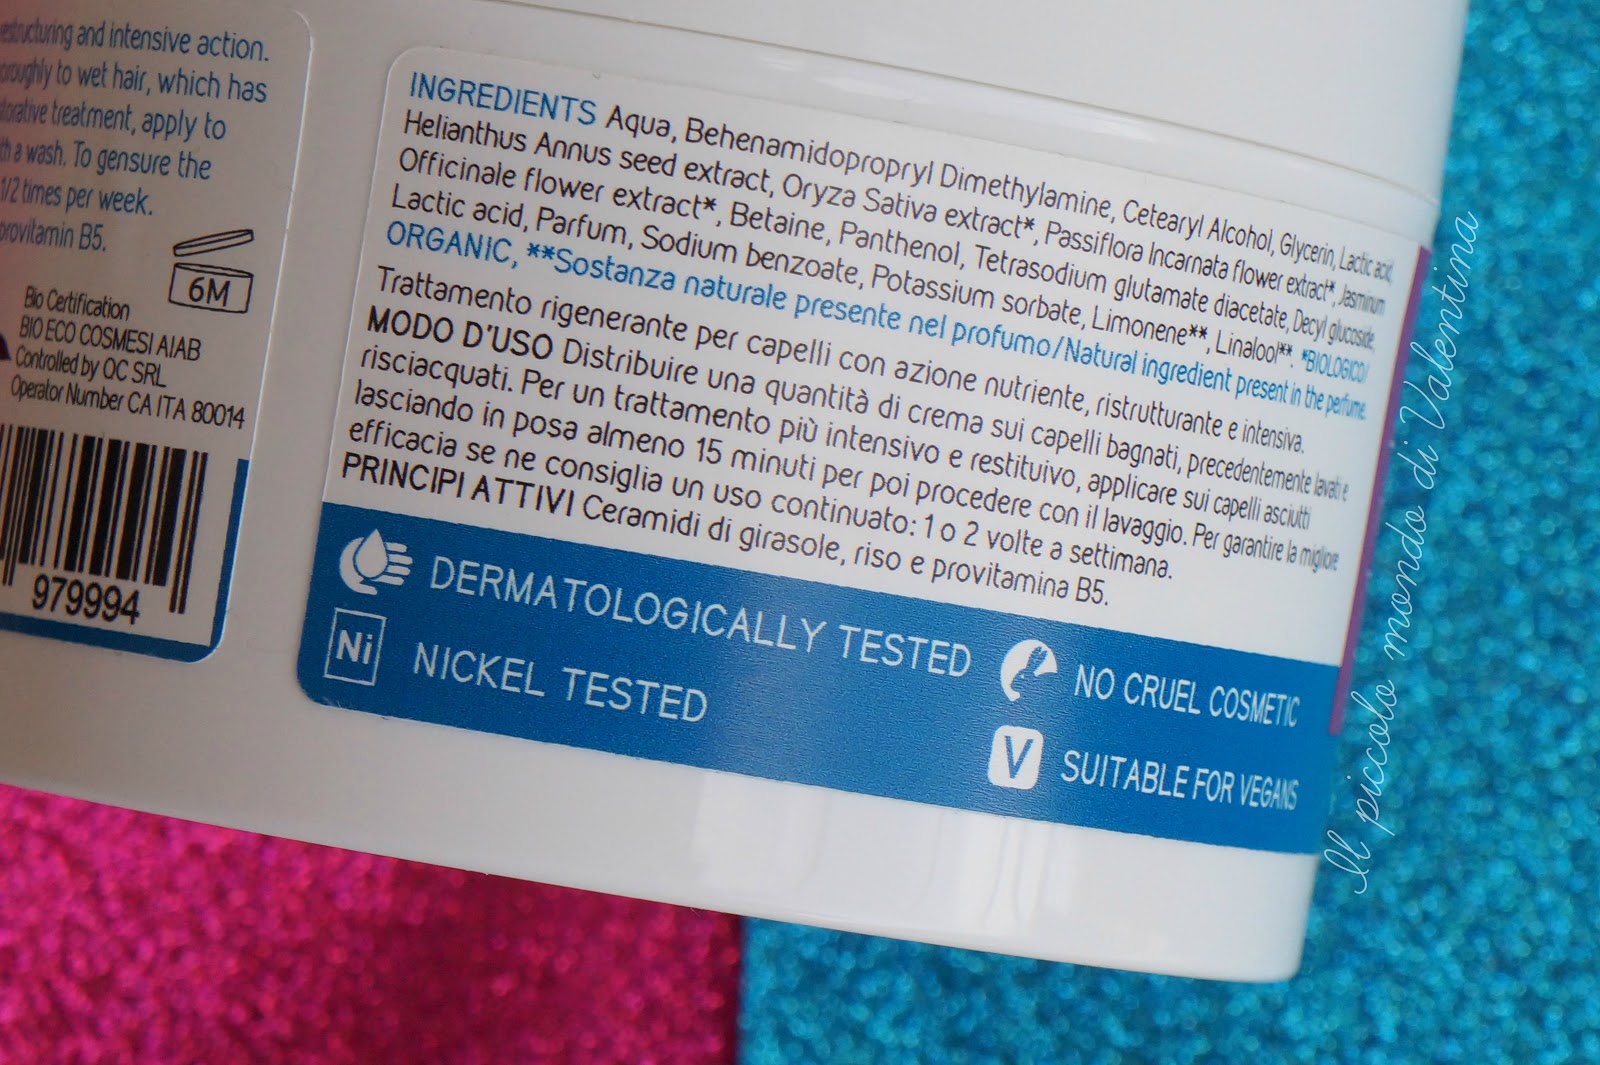 estructuring and intensive action.
oroughly to wet hair, which has
lorative treatment, apply to
th a wash. To gensure the
1/2 times per week.
provitamin B5.
6M
Bio Certification
BIO ECO COSMESI AIAB
Controlled by QC SRL
Operator Number CA ITA 80014
979994
INGREDIENTS Aqua, Behenamidopropryl Dimethylamine, Cetearyl Alcohol, Glycerin, Lactic acid,
Helianthus Annus seed extract, Oryza Sativa extract*, Passiflora Incarnata flower extract*, Jasminum
Officinale flower extract*, Betaine, Panthenol, Tetrasodium glutamate diacetate, Decyl glucoside,
Lactic acid, Parfum, Sodium benzoate, Potassium sorbate, Limonene**, Linalool**. *BIOLOGICO/
ORGANIC, **Sostanza naturale presente nel profumo/Natural ingredient present in the perfume.
Trattamento rigenerante per capelli con azione nutriente, ristrutturante e intensiva.
MODO D'USO Distribuire una quantità di crema sui capelli bagnati, precedentemente lavati e
risciacquati. Per un trattamento più intensivo e restituivo, applicare sui capelli asciutti
lasciando in posa almeno 15 minuti per poi procedere con il lavaggio. Per garantire la migliore
efficacia se ne consiglia un uso continuato: 1 o 2 volte a settimana.
PRINCIPI ATTIVI Ceramidi di girasole, riso e provitamina B5.
DERMATOLOGICALLY TESTED
NO CRUEL COSMETIC
Ni NICKEL TESTED
V SUITABLE FOR VEGANS
Il piccolo mondo di Valentina